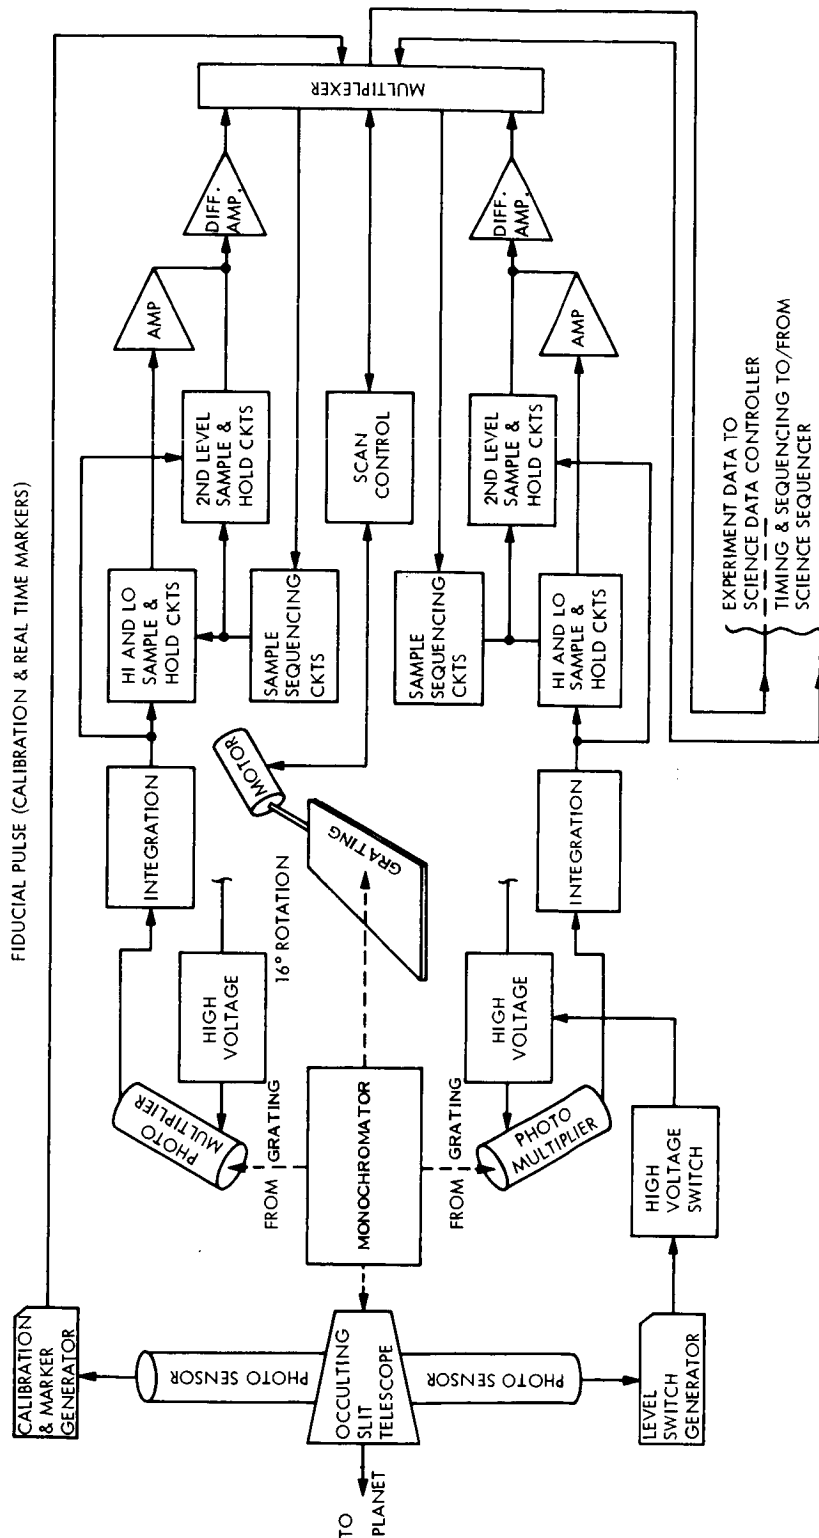 FIDUCIAL PULSE (CALIBRATION & REAL TIME MARKERS)
CALIBRATION
& MARKER
GENERATOR
PHOTO SENSOR
OCCULTING
SLIT
TELESCOPE
PHOTO SENSOR
TO
PLANET
LEVEL
SWITCH
GENERATOR
HIGH
VOLTAGE
SWITCH
MONOCHROMATOR
FROM GRATING
FROM GRATING
PHOTO
MULTIPLIER
PHOTO
MULTIPLIER
HIGH
VOLTAGE
HIGH
VOLTAGE
16° ROTATION
GRATING
MOTOR
INTEGRATION
INTEGRATION
HI AND LO
SAMPLE &
HOLD CKTS
SAMPLE
SEQUENCING
CKTS
SAMPLE
SEQUENCING
CKTS
HI AND LO
SAMPLE &
HOLD CKTS
2ND LEVEL
SAMPLE &
HOLD CKTS
SCAN
CONTROL
2ND LEVEL
SAMPLE &
HOLD CKTS
AMP
AMP
DIFF.
AMP.
DIFF.
AMP.
MULTIPLEXER
EXPERIMENT DATA TO
SCIENCE DATA CONTROLLER
TIMING & SEQUENCING TO/FROM
SCIENCE SEQUENCER